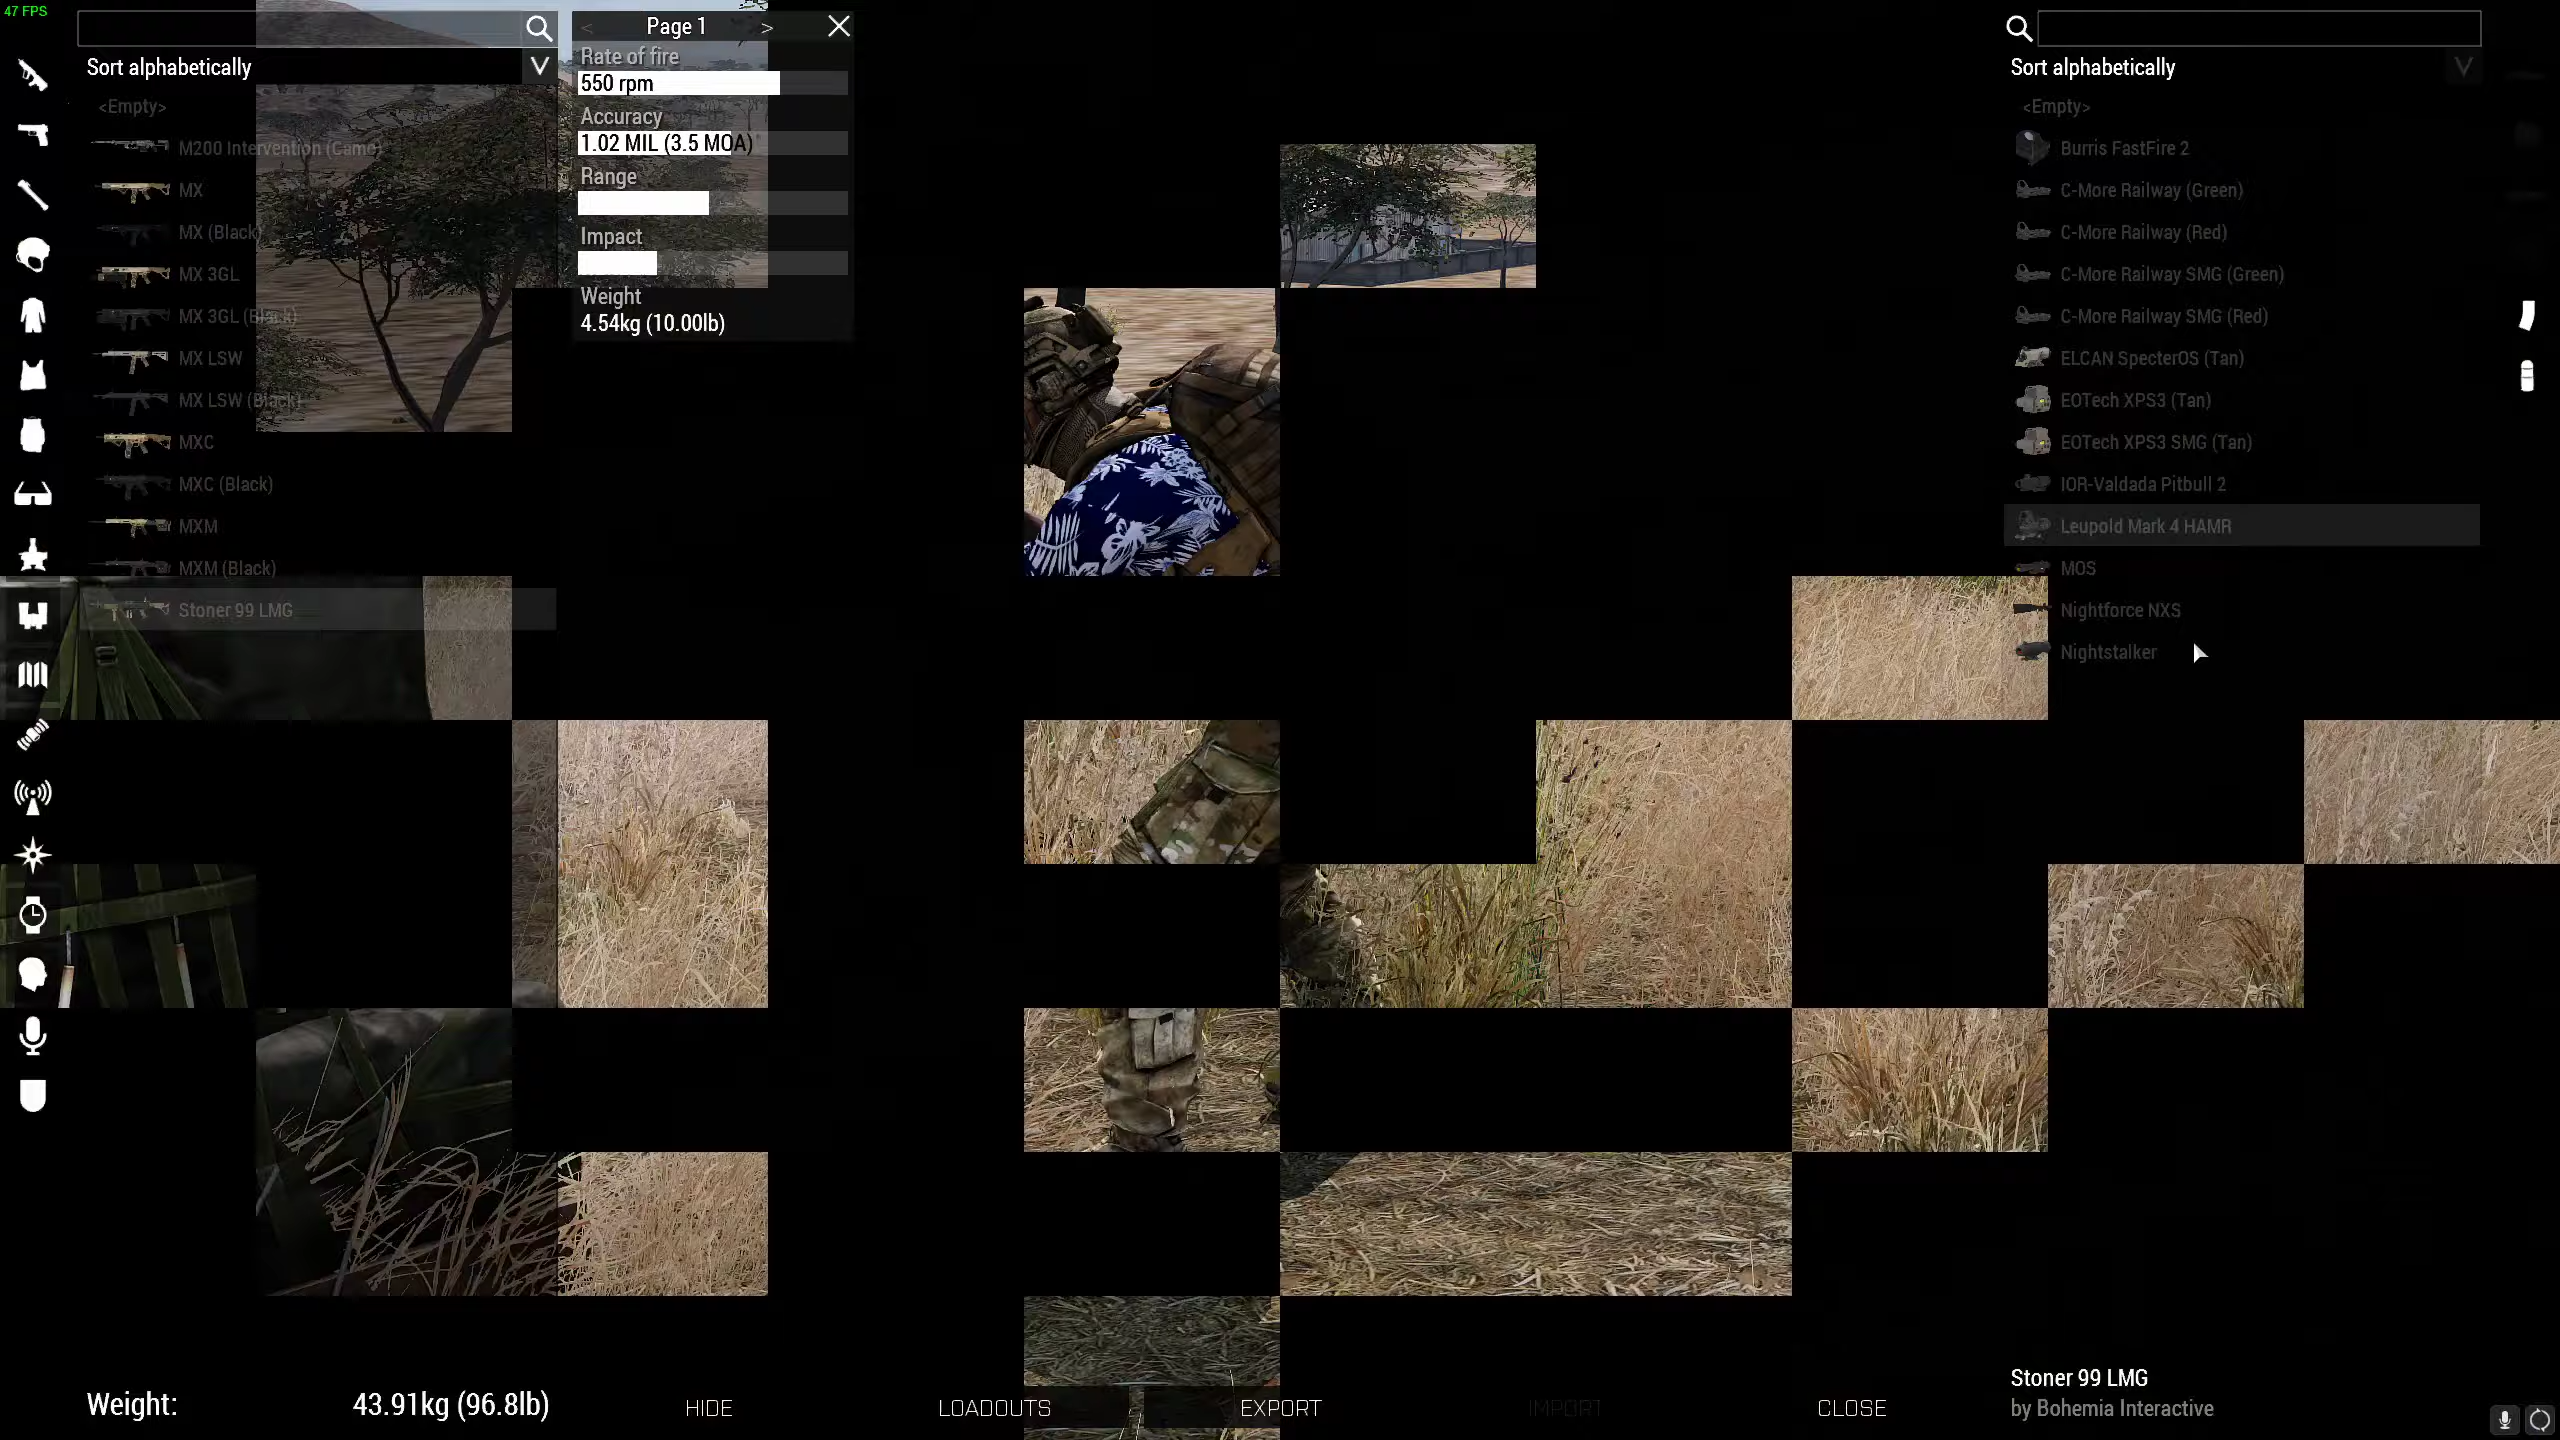 47 FPS
Sort alphabetically
<Empty>
M200 Intervention (Camo)
MX
MX (Black)
MX 3GL
MX 3GL (Black)
MX LSW
MX LSW (Black)
MXC
MXC (Black)
MXM
MXM (Black)
Stoner 99 LMG
< Page 1 >
Rate of fire
550 rpm
Accuracy
1.02 MIL (3.5 MOA)
Range
Impact
Weight
4.54kg (10.00lb)
Sort alphabetically
<Empty>
Burris FastFire 2
C-More Railway (Green)
C-More Railway (Red)
C-More Railway SMG (Green)
C-More Railway SMG (Red)
ELCAN SpecterOS (Tan)
EOTech XPS3 (Tan)
EOTech XPS3 SMG (Tan)
IOR-Valdada Pitbull 2
Leupold Mark 4 HAMR
MOS
Nightforce NXS
Nightstalker
Weight: 43.91kg (96.8lb)
HIDE LOADOUTS EXPORT IMPORT CLOSE
Stoner 99 LMG
by Bohemia Interactive